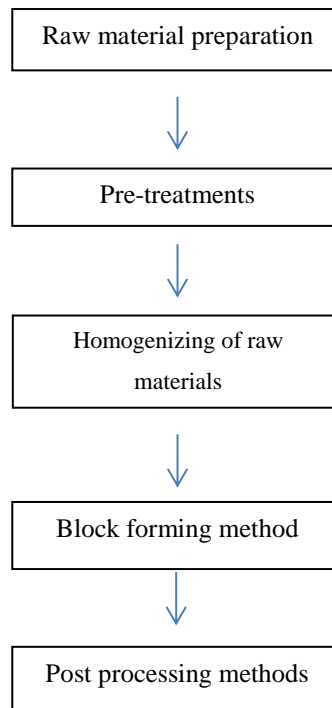 Raw material preparation
Pre-treatments
Homogenizing of raw
materials
Block forming method
Post processing methods